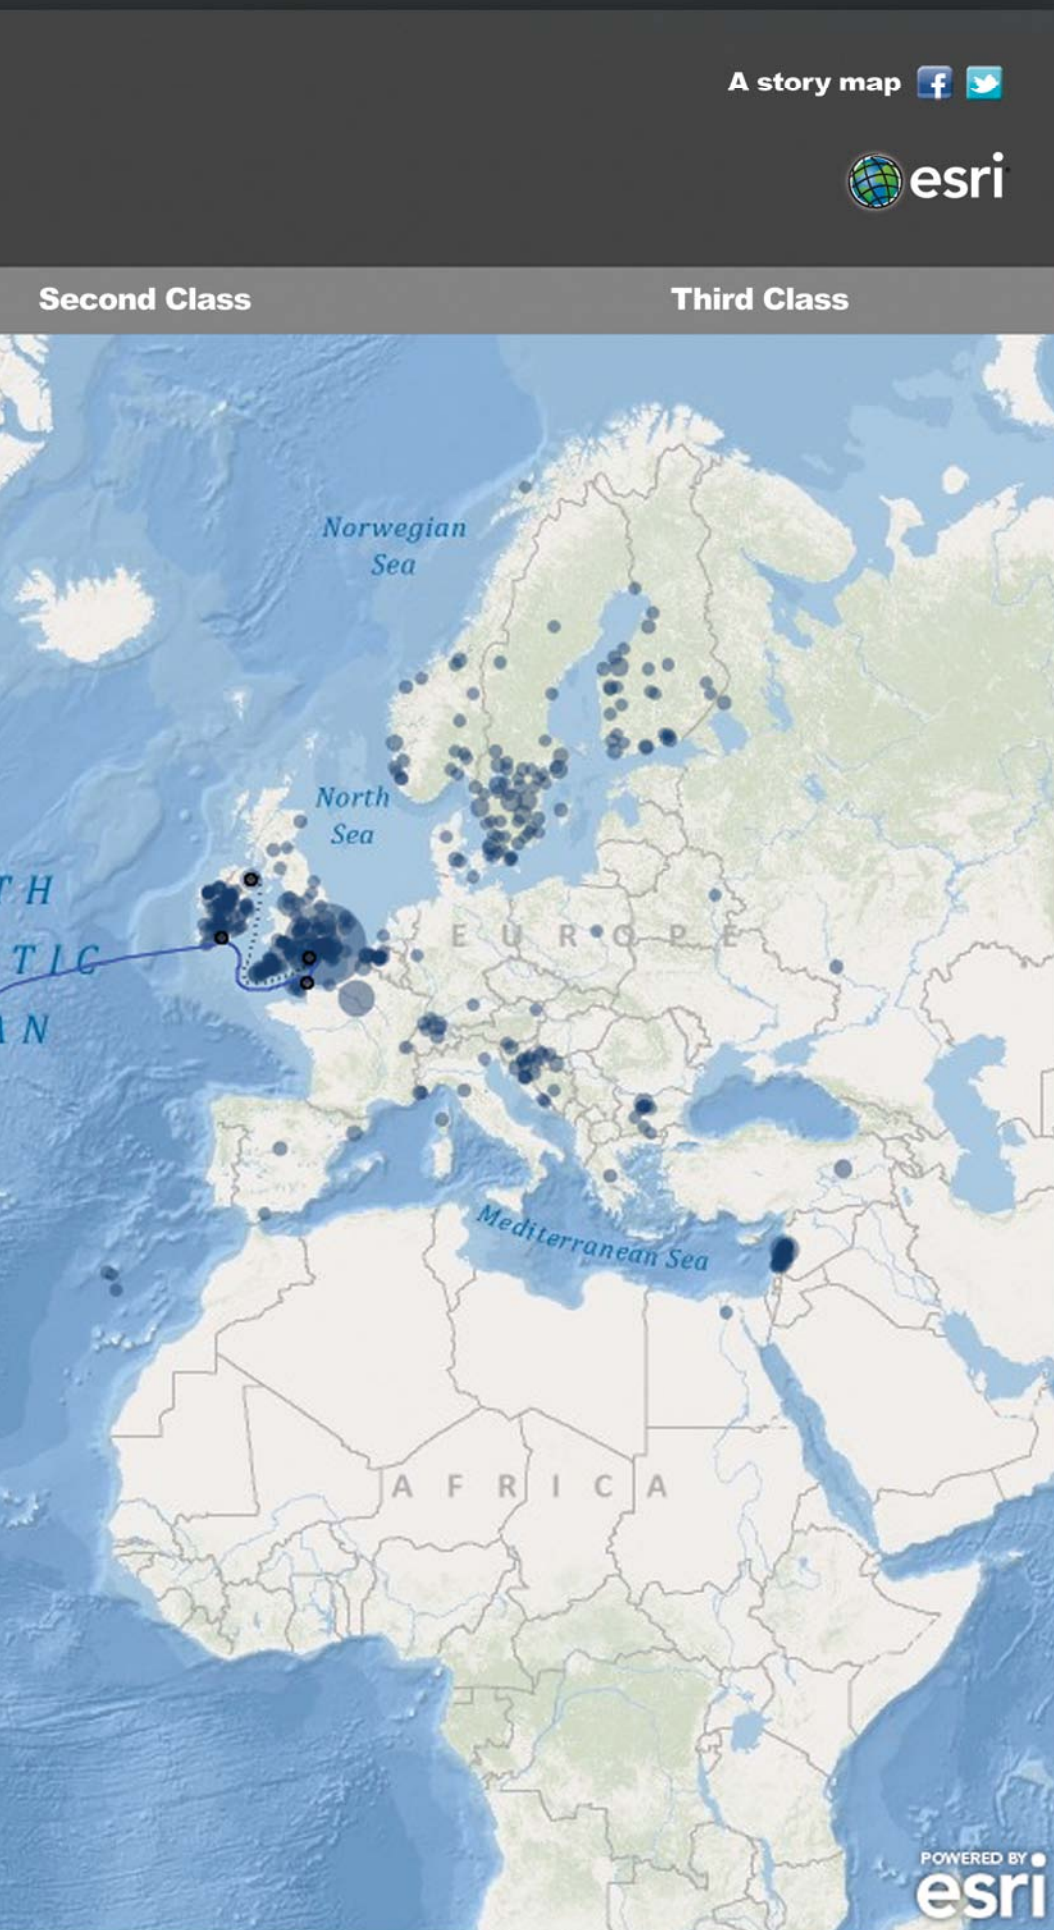 A story map
esri
Second Class
Third Class
Norwegian
Sea
North
Sea
T H
T I C
A N
E U R O P E
Mediterranean Sea
A F R I C A
POWERED BY
esri